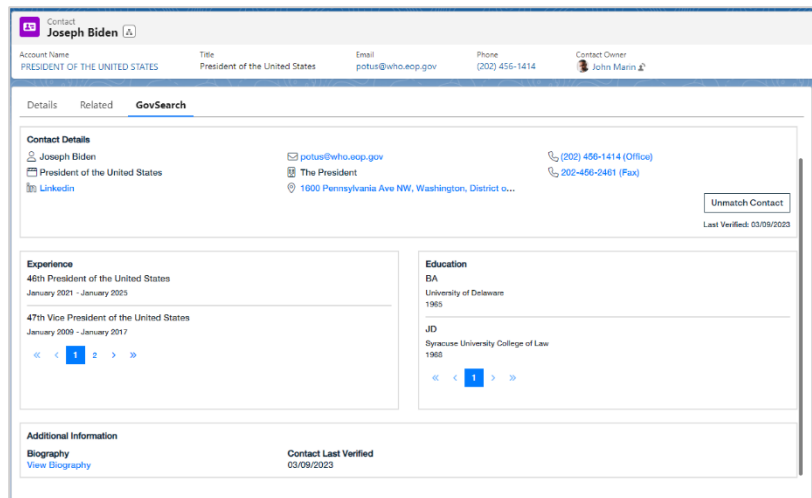 Contact
Joseph Biden
Account Name Title Email Phone Contact Owner
PRESIDENT OF THE UNITED STATES President of the United States potus@who.eop.gov (202) 456-1414 John Marin
Details Related GovSearch
Contact Details
Joseph Biden potus@who.eop.gov (202) 456-1414 (Office)
President of the United States The President 202-456-2461 (Fax)
Linkedin 1600 Pennsylvania Ave NW, Washington, District o...
Unmatch Contact
Last Verified: 03/09/2023
Experience
46th President of the United States
January 2021 - January 2025
47th Vice President of the United States
January 2009 - January 2017
« < 1 2 > »
Education
BA
University of Delaware
1965
JD
Syracuse University College of Law
1968
« < 1 > »
Additional Information
Biography Contact Last Verified
View Biography 03/09/2023